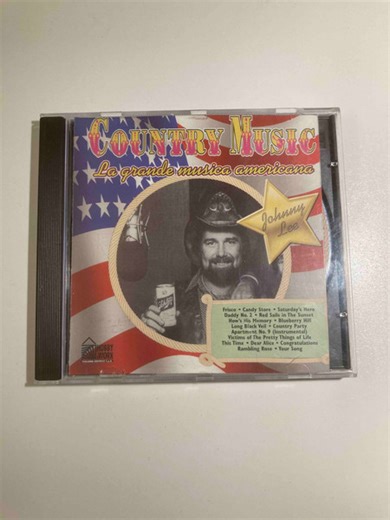 COUNTRY MUSIC
La grande musica americana
Johnny
Lee
Frisco • Candy Store • Saturday's Hero
Daddy No. 2 • Red Sails In The Sunset
How's His Memory • Blueberry Hill
Long Black Veil • Country Party
Apartment No. 9 (Instrumental)
Victims of The Pretty Things of Life
This Time • Dear Alice • Congratulations
Rambling Rose • Your Song